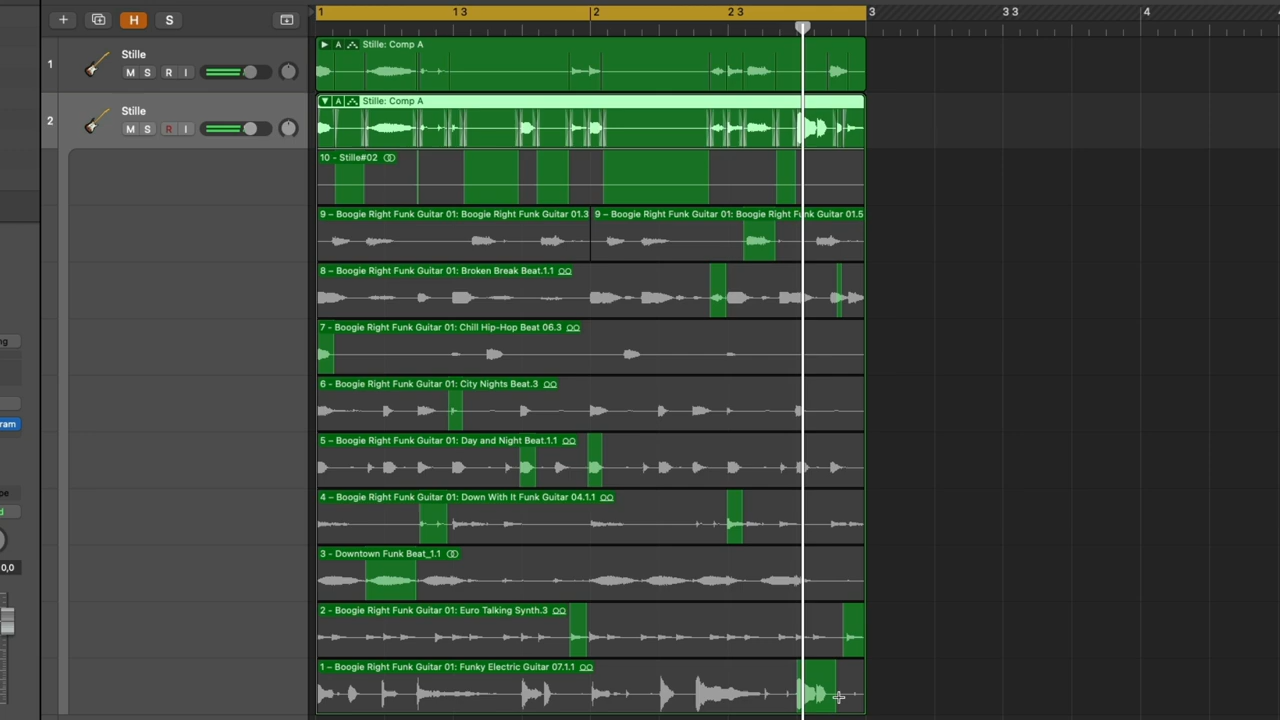 H S
1 1 3 2 2 3 3 3 3 4
1 Stille
M S R I
A Stille: Comp A
2 Stille
M S R I
A Stille: Comp A
10 - Stille#02
9 – Boogie Right Funk Guitar 01: Boogie Right Funk Guitar 01.3
9 – Boogie Right Funk Guitar 01: Boogie Right Funk Guitar 01.5
8 – Boogie Right Funk Guitar 01: Broken Break Beat.1.1
7 - Boogie Right Funk Guitar 01: Chill Hip-Hop Beat 06.3
6 - Boogie Right Funk Guitar 01: City Nights Beat.3
5 - Boogie Right Funk Guitar 01: Day and Night Beat.1.1
4 - Boogie Right Funk Guitar 01: Down With It Funk Guitar 04.1.1
3 - Downtown Funk Beat_1.1
2 - Boogie Right Funk Guitar 01: Euro Talking Synth.3
1 – Boogie Right Funk Guitar 01: Funky Electric Guitar 07.1.1
ng
ram
pe
d
0,0